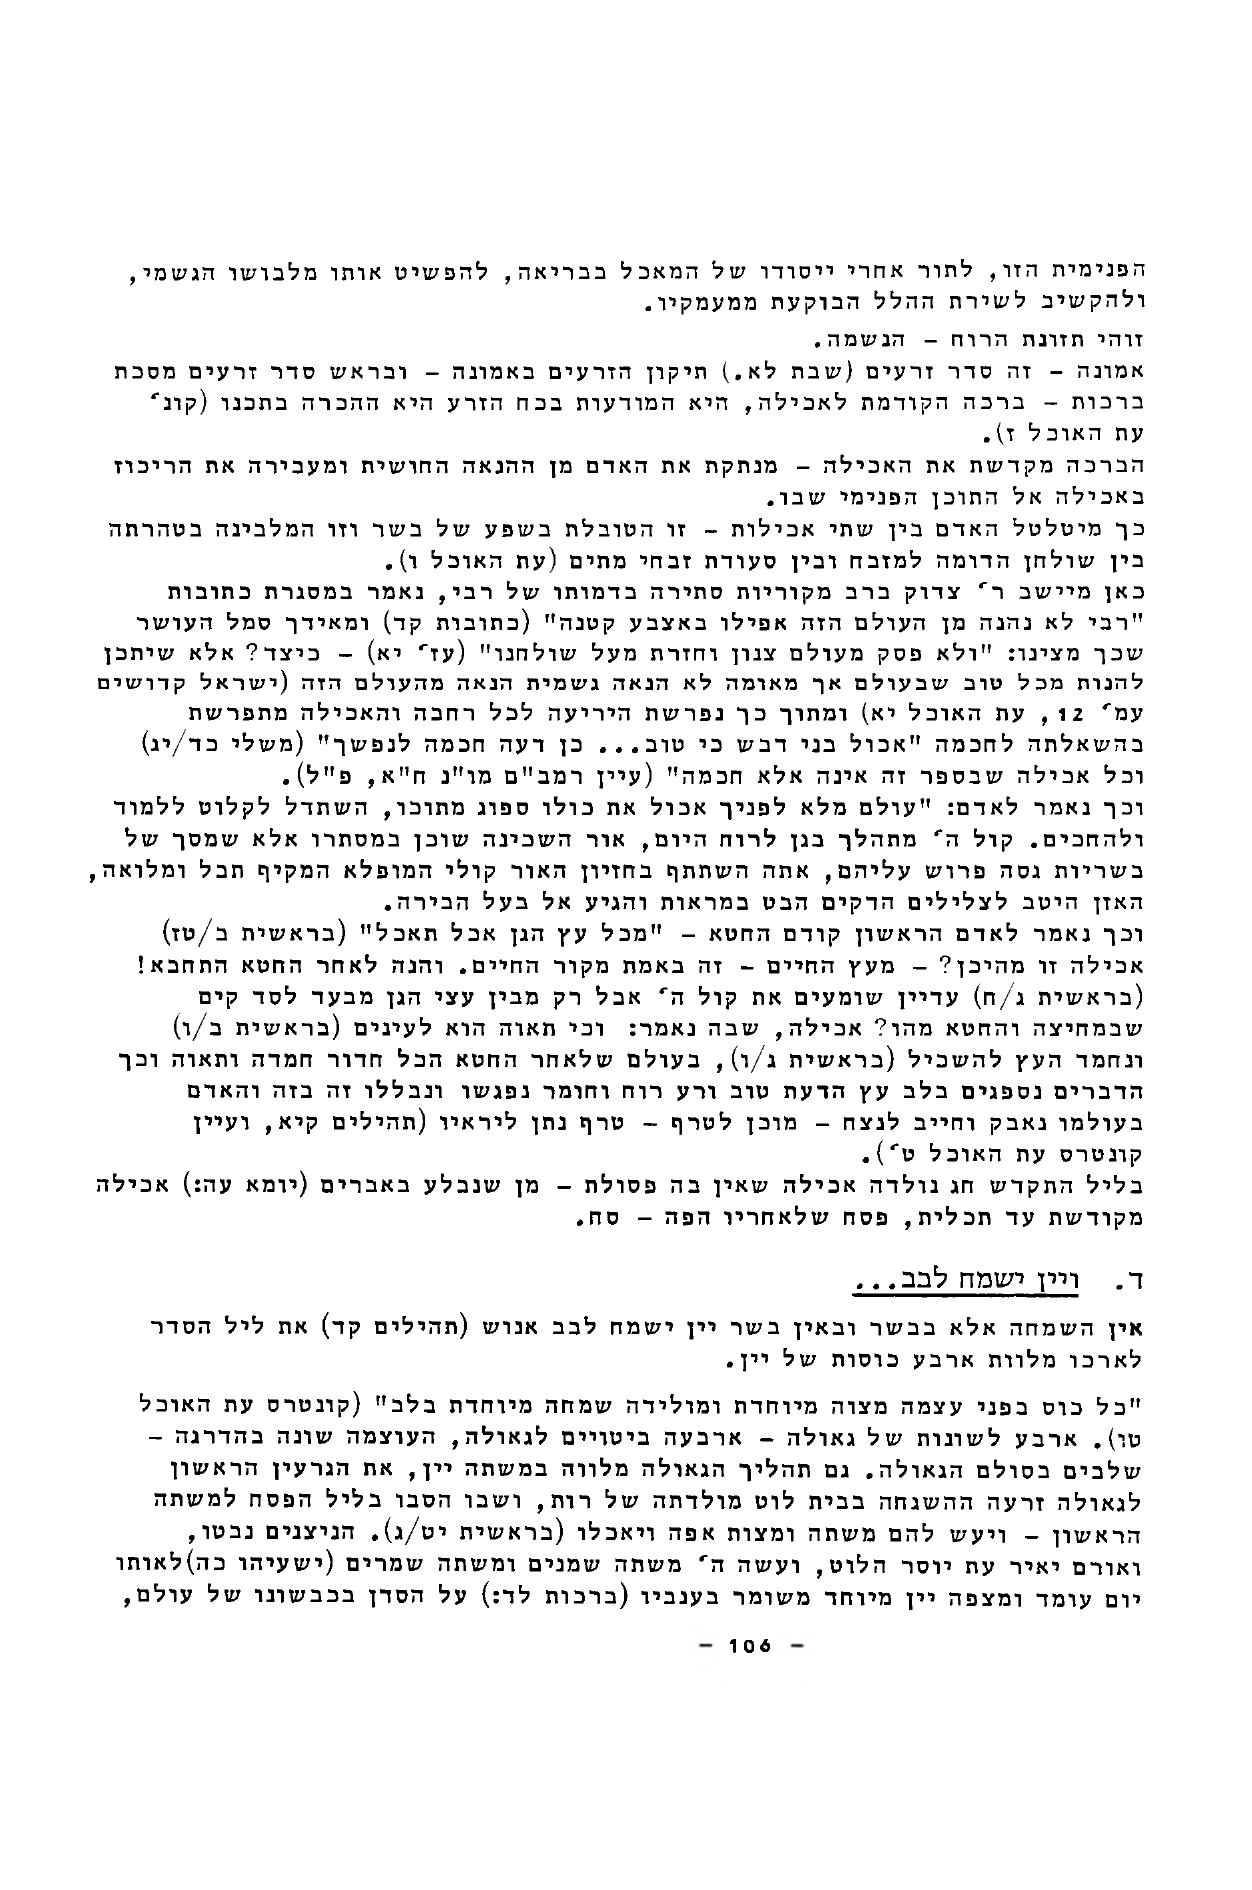 הפנימית הזו, לתור אחרי ייסודו של המאכל בבריאה, להפשיט אותו מלבושו הגשמי,
ולהקשיב לשירת ההלל הבוקעת ממעמקיו.
זוהי תזונת הרוח – הנשמה.
אמונה – זה סדר זרעים (שבת לא.) תיקון הזרעים באמונה – ובראש סדר זרעים מסכת
ברכות – ברכה הקודמת לאכילה, היא המודעות בכח הזרע היא ההכרה בתכנו (קונ'
עת האוכל ז).
הברכה מקדשת את האכילה – מנתקת את האדם מן ההנאה החושית ומעבירה את הריכוז
באכילה אל התוכן הפנימי שבו.
כך מיטלטל האדם בין שתי אכילות – זו הטובלת בשפע של בשר וזו המלבינה בטהרתה
בין שולחן הדומה למזבח ובין סעודת זבחי מתים (עת האוכל ו).
כאן מיישב ר' צדוק ברב מקוריות סתירה בדמותו של רבי, נאמר במסגרת כתובות
"רבי לא נהנה מן העולם הזה אפילו באצבע קטנה" (כתובות קד) ומאידך סמל העושר
שכך מצינו: "ולא פסק מעולם צנון וחזרת מעל שולחנו" (עז' יא) – כיצד? אלא שיתכן
להנות מכל טוב שבעולם אך מאומה לא הנאה גשמית הנאה מהעולם הזה (ישראל קדושים
עמ' 12, עת האוכל יא) ומתוך כך נפרשת היריעה לכל רחבה והאכילה מתפרשת
בהשאלתה לחכמה "אכול בני דבש כי טוב... כן דעה חכמה לנפשך" (משלי כד/יג)
וכל אכילה שבספר זה אינה אלא חכמה" (עיין רמב"ם מו"נ ח"א, פ"ל).
וכך נאמר לאדם: "עולם מלא לפניך אכול את כולו ספוג מתוכו, השתדל לקלוט ללמוד
ולהחכים. קול ה' מתהלך בגן לרוח היום, אור השכינה שוכן במסתרו אלא שמסך של
בשריות גסה פרוש עליהם, אתה השתתף בחזיון האור קולי המופלא המקיף תבל ומלואה,
האזן היטב לצלילים הדקים הבט במראות והגיע אל בעל הבירה.
וכך נאמר לאדם הראשון קודם החטא – "מכל עץ הגן אכל תאכל" (בראשית ב/טז)
אכילה זו מהיכן? – מעץ החיים – זה באמת מקור החיים. והנה לאחר החטא התחבא!
(בראשית ג/ח) עדיין שומעים את קול ה' אבל רק מבין עצי הגן מבעד לסד קים
שבמחיצה והחטא מהו? אכילה, שבה נאמר: וכי תאוה הוא לעינים (בראשית ב/ו)
ונחמד העץ להשכיל (בראשית ג/ו), בעולם שלאחר החטא הכל חדור חמדה ותאוה וכך
הדברים נספגים בלב עץ הדעת טוב ורע רוח וחומר נפגשו ונבללו זה בזה והאדם
בעולמו נאבק וחייב לנצח – מוכן לטרף – טרף נתן ליראיו (תהילים קיא, ועיין
קונטרס עת האוכל ט').
בליל התקדש חג נולדה אכילה שאין בה פסולת – מן שנבלע באברים (יומא עה:) אכילה
מקודשת עד תכלית, פסח שלאחריו הפה – סח.
ד. ויין ישמח לבב...
אין השמחה אלא בבשר ובאין בשר יין ישמח לבב אנוש (תהילים קד) את ליל הסדר
לארכו מלוות ארבע כוסות של יין.
"כל כוס בפני עצמה מצוה מיוחדת ומולידה שמחה מיוחדת בלב" (קונטרס עת האוכל
טו). ארבע לשונות של גאולה – ארבעה ביטויים לגאולה, העוצמה שונה בהדרגה –
שלבים בסולם הגאולה. גם תהליך הגאולה מלווה במשתה יין, את הגרעין הראשון
לגאולה זרעה ההשגחה בבית לוט מולדתה של רות, ושבו הסבו בליל הפסח למשתה
הראשון – ויעש להם משתה ומצות אפה ויאכלו (בראשית יט/ג). הניצנים נבטו,
ואורם יאיר עת יוסר הלוט, ועשה ה' משתה שמנים ומשתה שמרים (ישעיהו כה)לאותו
יום עומד ומצפה יין מיוחד משומר בענביו (ברכות לד:) על הסדן בכבשונו של עולם,
– 106 –